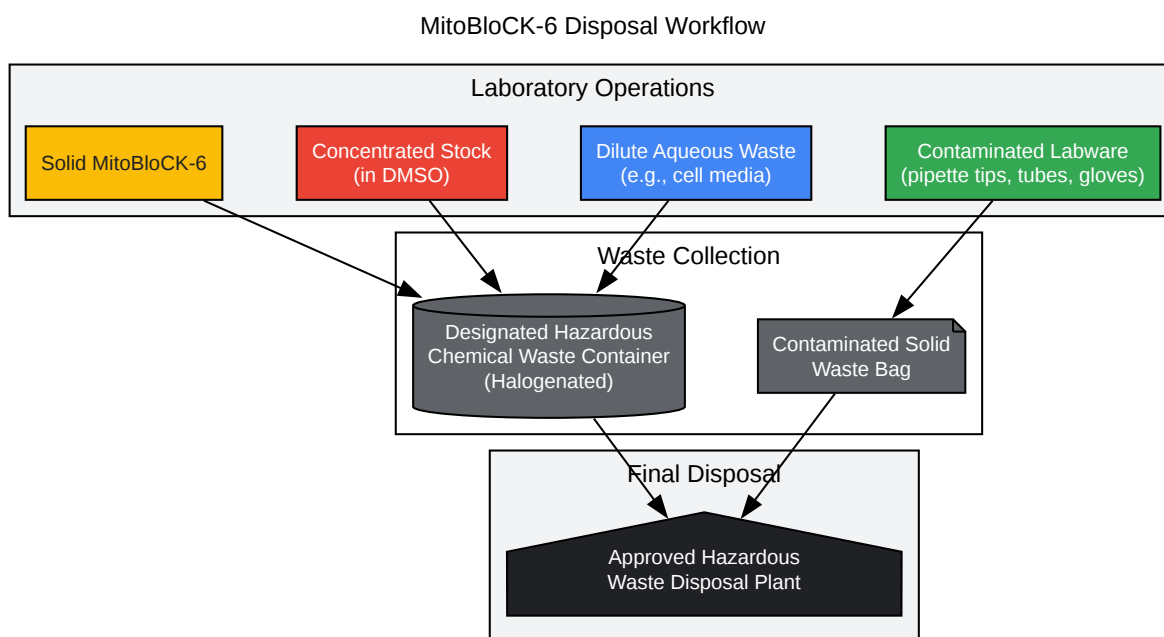 MitoBloCK-6 Disposal Workflow
Laboratory Operations
Solid MitoBloCK-6
Concentrated Stock
(in DMSO)
Dilute Aqueous Waste
(e.g., cell media)
Contaminated Labware
(pipette tips, tubes, gloves)
Waste Collection
Designated Hazardous
Chemical Waste Container
(Halogenated)
Contaminated Solid
Waste Bag
Final Disposal
Approved Hazardous
Waste Disposal Plant